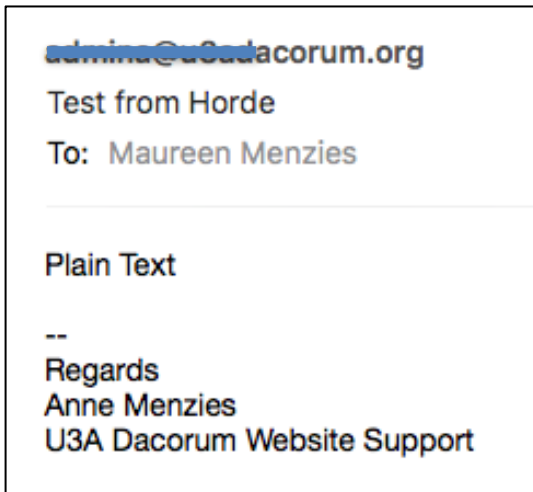 acorum.org
Test from Horde
To: Maureen Menzies
Plain Text
--
Regards
Anne Menzies
U3A Dacorum Website Support